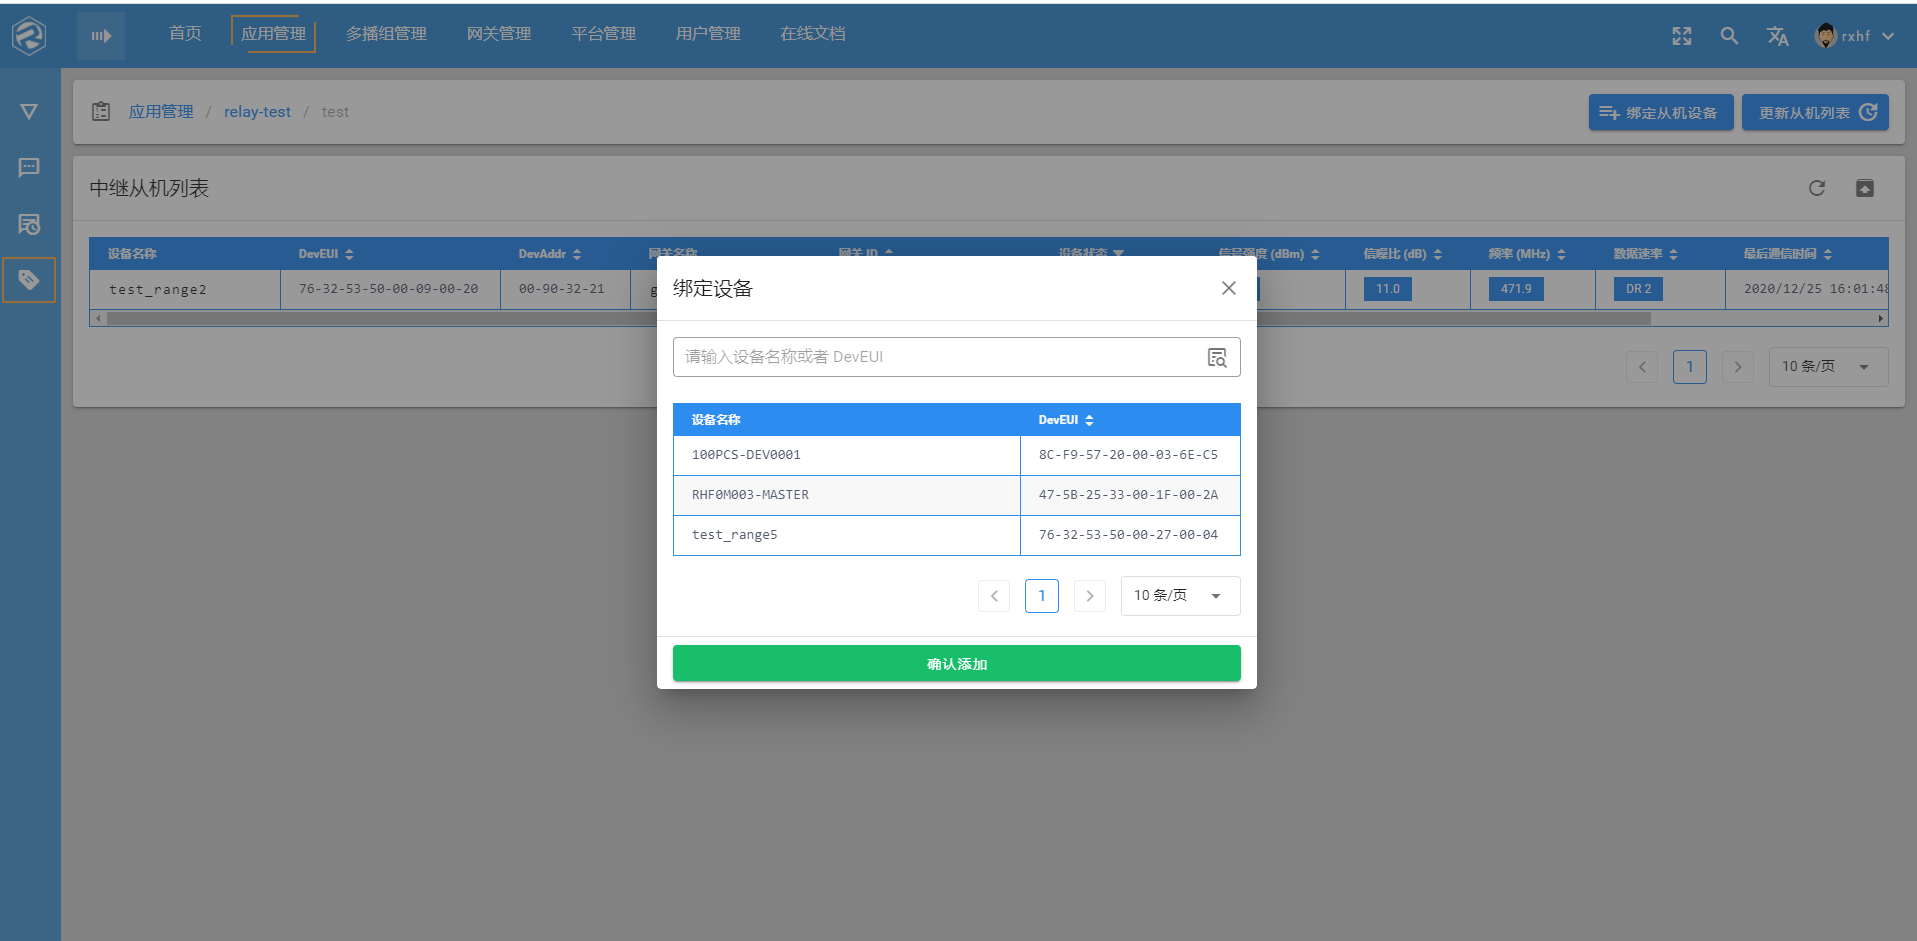 首页 应用管理 多播组管理 网关管理 平台管理 用户管理 在线文档 rxhf
应用管理 / relay-test / test 绑定从机设备 更新从机列表
中继从机列表
设备名称 DevEUI DevAddr 网关名称 网关 ID 设备状态 信号强度 (dBm) 信噪比 (dB) 频率 (MHz) 数据速率 最后通信时间
test_range2 76-32-53-50-00-09-00-20 00-90-32-21 g 11.0 471.9 DR 2 2020/12/25 16:01:48
1 10 条/页
绑定设备
请输入设备名称或者 DevEUI
设备名称 DevEUI
100PCS-DEV0001 8C-F9-57-20-00-03-6E-C5
RHF0M003-MASTER 47-5B-25-33-00-1F-00-2A
test_range5 76-32-53-50-00-27-00-04
1 10 条/页
确认添加